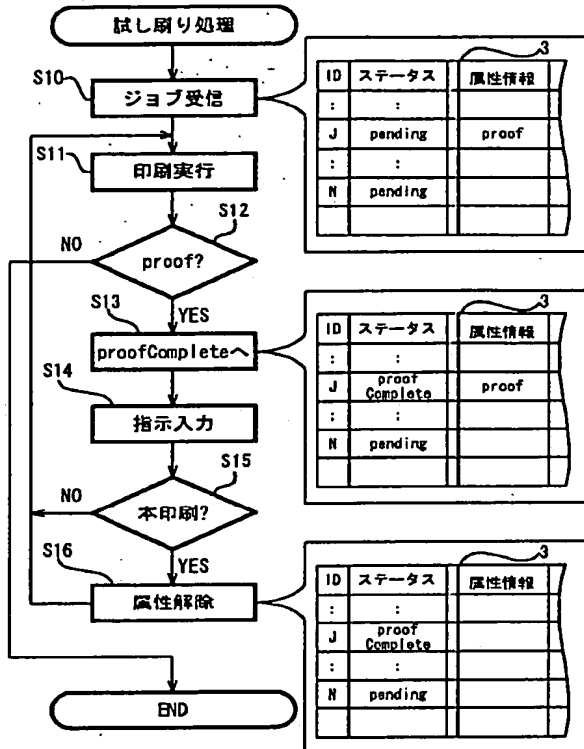 試し刷り処理
S10
ジョブ受信
S11
印刷実行
S12
proof?
NO
YES
S13
proofCompleteへ
S14
指示入力
S15
本印刷?
NO
YES
S16
属性解除
END
3
ID ステータス 属性情報
: :
J pending proof
: :
N pending
3
ID ステータス 属性情報
: :
J proof Complete proof
: :
N pending
3
ID ステータス 属性情報
: :
J proof Complete
: :
N pending